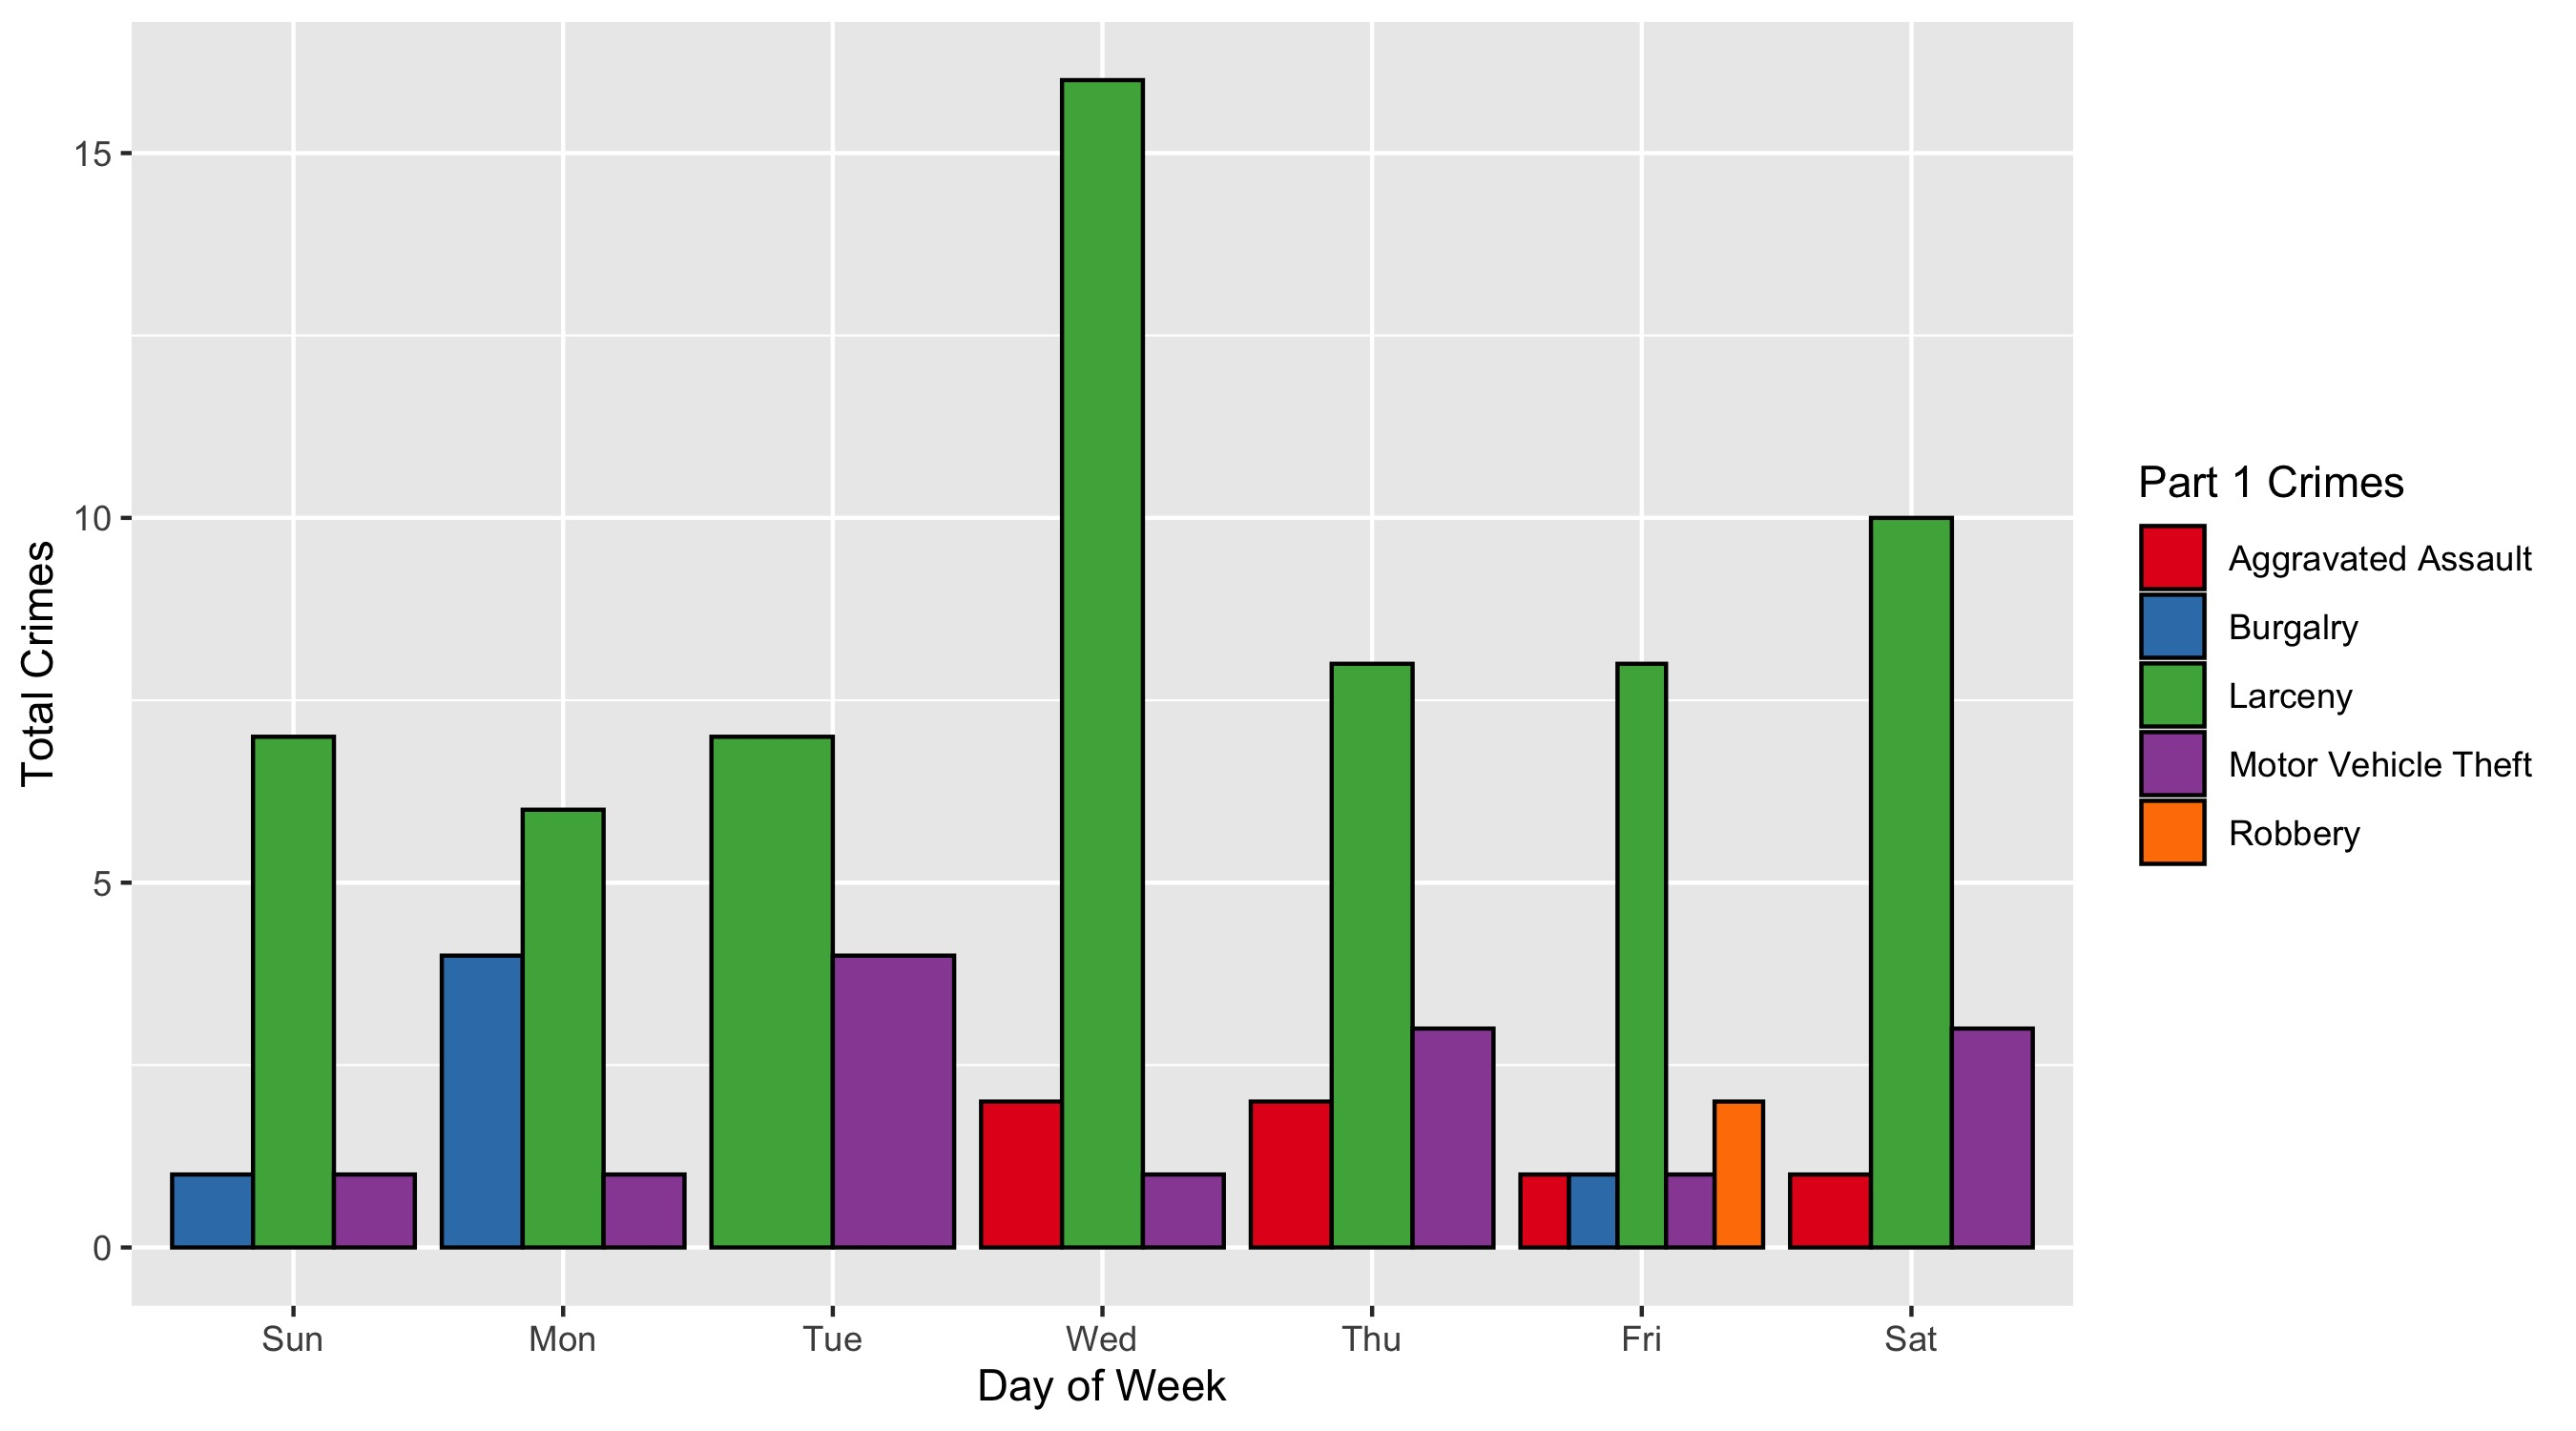 Total Crimes
15
10
5
0
Sun Mon Tue Wed Thu Fri Sat
Day of Week
Part 1 Crimes
Aggravated Assault
Burgalry
Larceny
Motor Vehicle Theft
Robbery